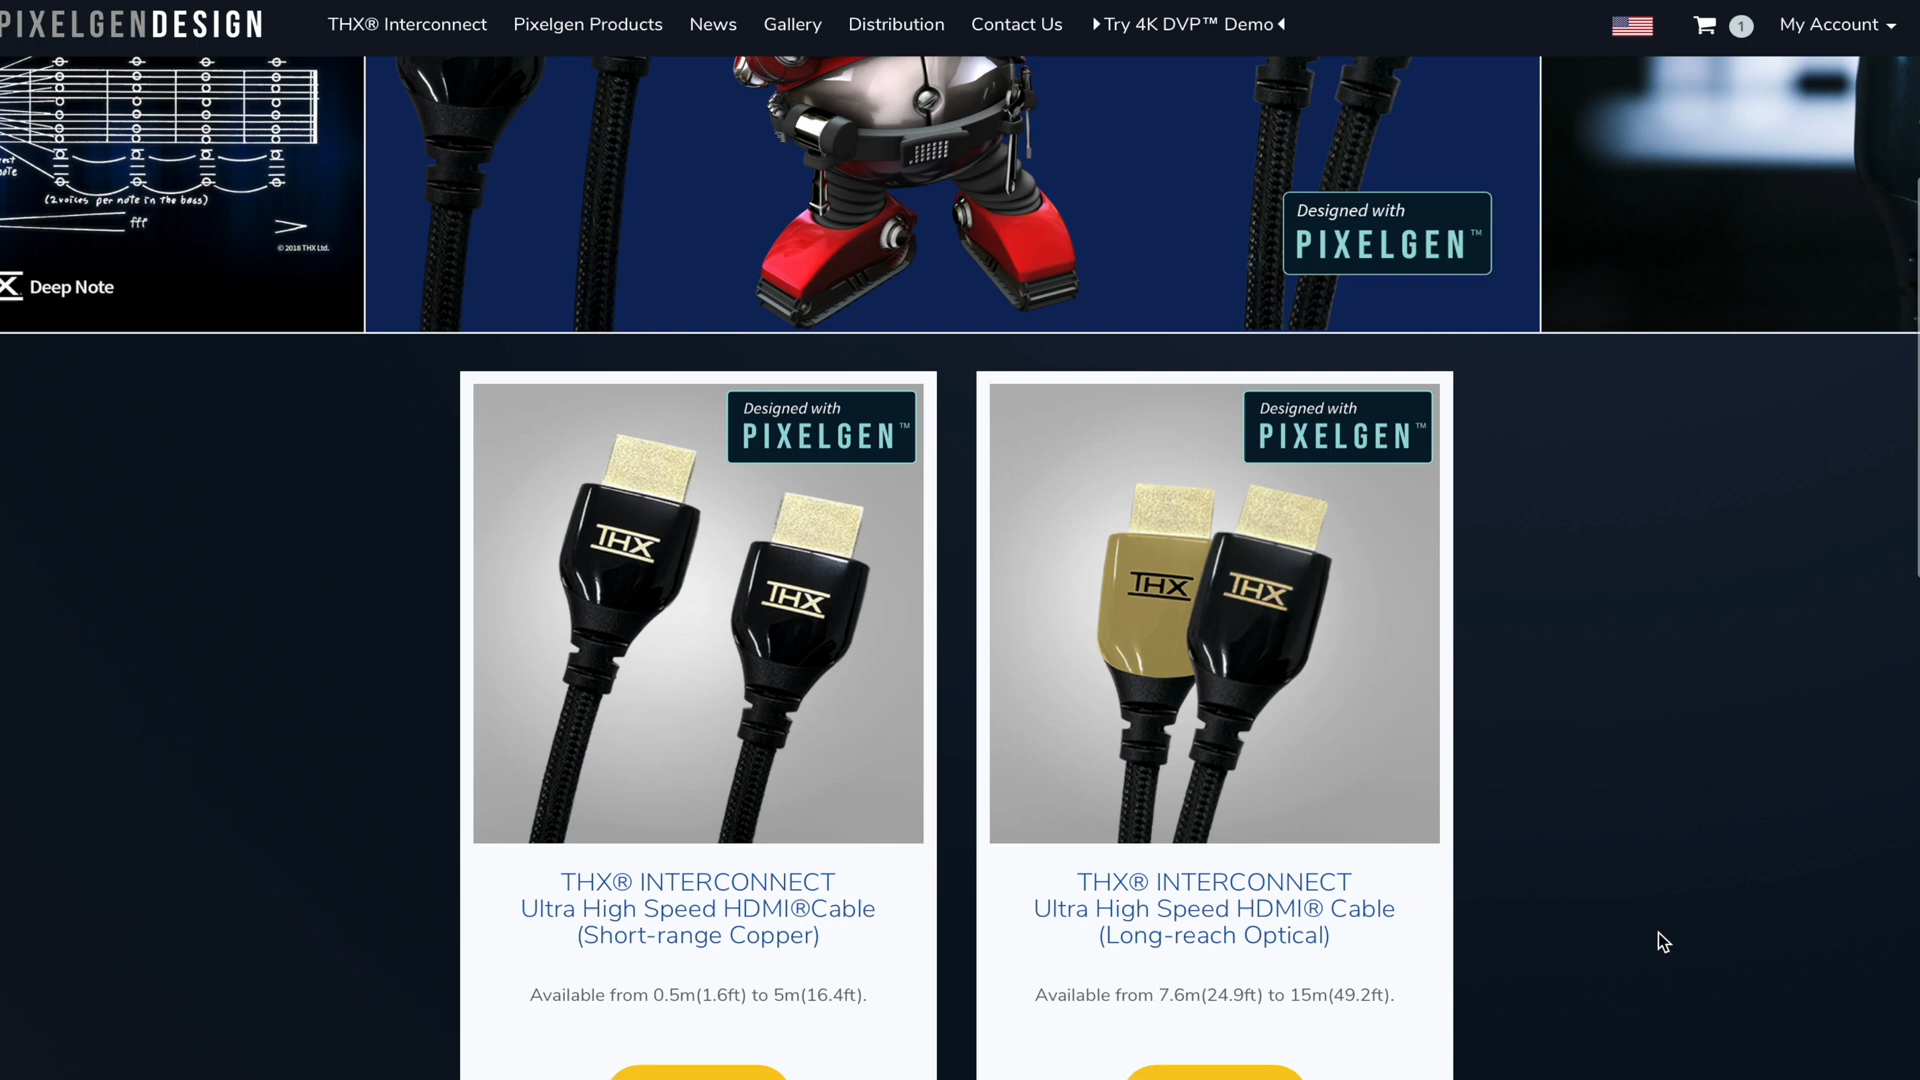 PIXELGENDESIGN
THX® Interconnect
Pixelgen Products
News
Gallery
Distribution
Contact Us
Try 4K DVP™ Demo
1
My Account
(2 voices per note in the bass)
fff
© 2018 THX Ltd.
Deep Note
Designed with
PIXELGEN™
Designed with
PIXELGEN™
THX
THX
Designed with
PIXELGEN™
THX
THX
THX® INTERCONNECT
Ultra High Speed HDMI®Cable
(Short-range Copper)
Available from 0.5m(1.6ft) to 5m(16.4ft).
THX® INTERCONNECT
Ultra High Speed HDMI® Cable
(Long-reach Optical)
Available from 7.6m(24.9ft) to 15m(49.2ft).